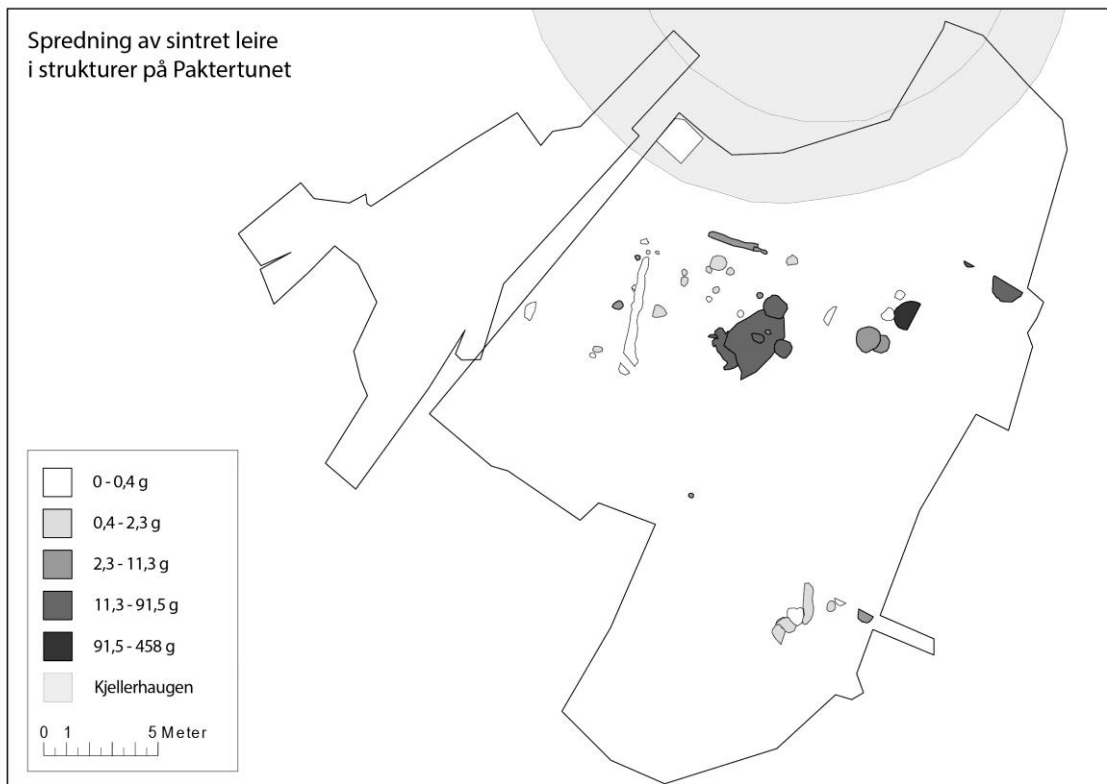 Spredning av sintret leire
i strukturer på Paktertunet
0 - 0,4 g
0,4 - 2,3 g
2,3 - 11,3 g
11,3 - 91,5 g
91,5 - 458 g
Kjellerhaugen
0 1 5 Meter